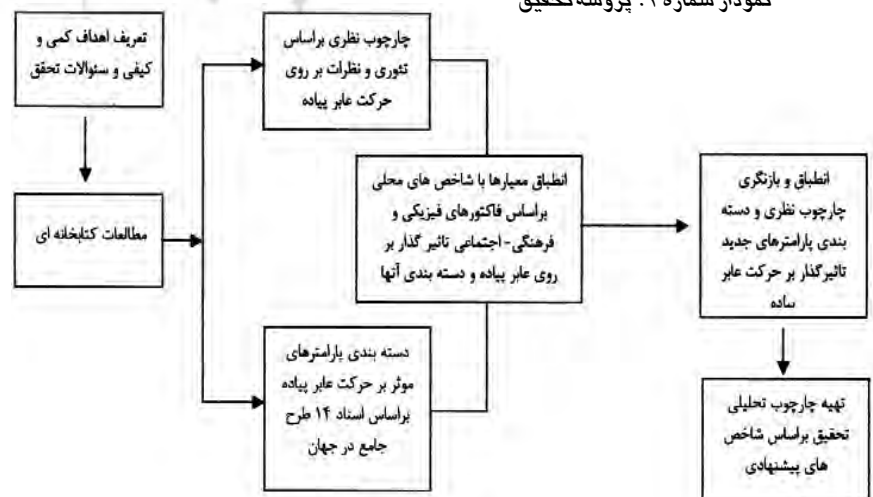 نمودار شماره ۱: پروسه تحقیق
تعریف اهداف کمی و
کیفی و سئوالات تحقق
مطالعات کتابخانه ای
چارچوب نظری براساس
تئوری و نظرات بر روی
حرکت عابر پیاده
دسته بندی پارامترهای
موثر بر حرکت عابر پیاده
براساس اسناد ۱۴ طرح
جامع در جهان
انطباق معیارها با شاخص های محلی
براساس فاکتورهای فیزیکی و
فرهنگی- اجتماعی تاثیر گذار بر
روی عابر پیاده و دسته بندی آنها
انطباق و بازنگری
چارچوب نظری و دسته
بندی پارامترهای جدید
تاثیرگذار بر حرکت عابر
پیاده
تهیه چارچوب تحلیلی
تحقیق براساس شاخص
های پیشنهادی